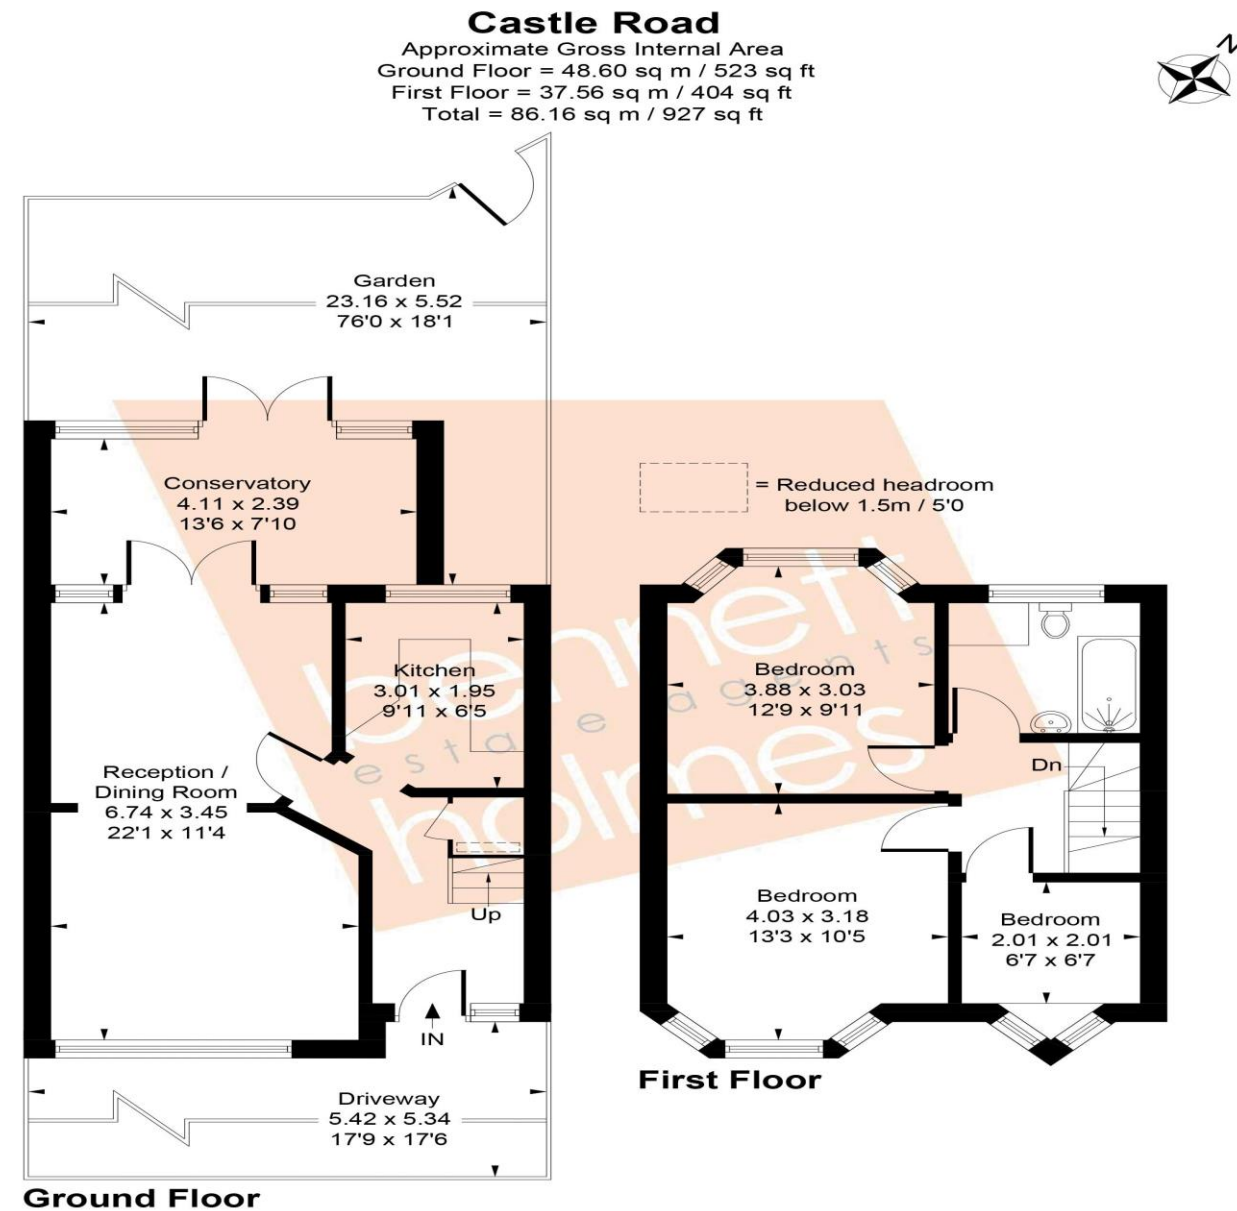 Castle Road
Approximate Gross Internal Area
Ground Floor = 48.60 sq m / 523 sq ft
First Floor = 37.56 sq m / 404 sq ft
Total = 86.16 sq m / 927 sq ft
N
Garden
23.16 x 5.52
76'0 x 18'1
Conservatory
4.11 x 2.39
13'6 x 7'10
= Reduced headroom
below 1.5m / 5'0
Kitchen
3.01 x 1.95
9'11 x 6'5
Reception /
Dining Room
6.74 x 3.45
22'1 x 11'4
Up
IN
Driveway
5.42 x 5.34
17'9 x 17'6
Ground Floor
Bedroom
3.88 x 3.03
12'9 x 9'11
Dn
Bedroom
4.03 x 3.18
13'3 x 10'5
Bedroom
2.01 x 2.01
6'7 x 6'7
First Floor
bennett
estate agents
holmes